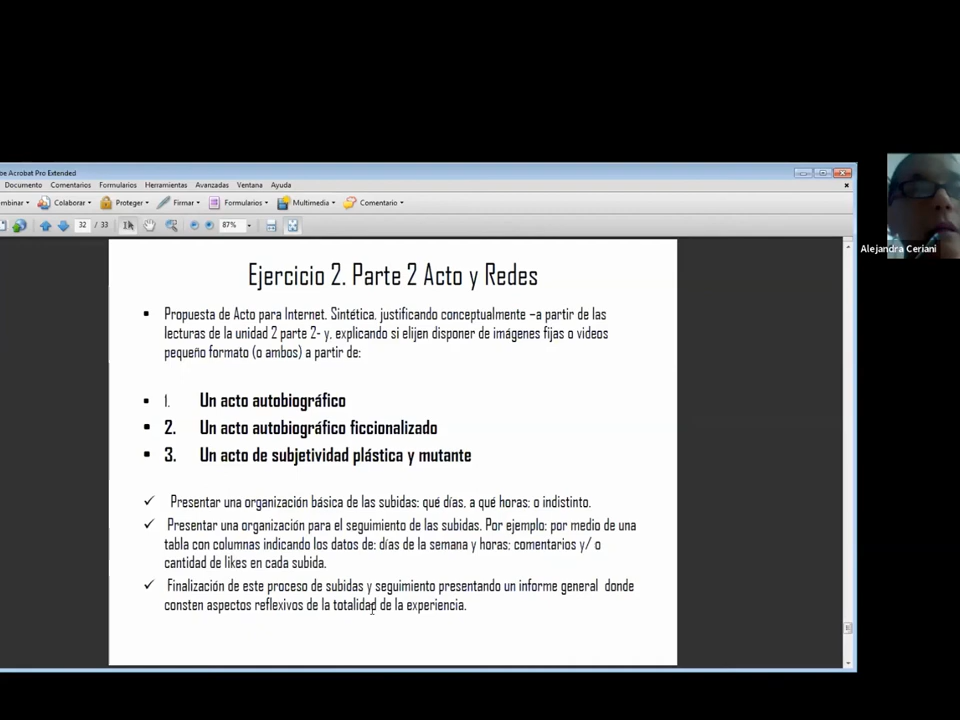 be Acrobat Pro Extended
Documento Comentarios Formularios Herramientas Avanzadas Ventana Ayuda
Colaborar Proteger Firmar Formularios Multimedia Comentario
32 / 33 87%
Ejercicio 2. Parte 2 Acto y Redes
▪ Propuesta de Acto para Internet. Sintética, justificando conceptualmente –a partir de las
lecturas de la unidad 2 parte 2- y, explicando si elijen disponer de imágenes fijas o videos
pequeño formato (o ambos) a partir de:
▪ 1. Un acto autobiográfico
▪ 2. Un acto autobiográfico ficcionalizado
▪ 3. Un acto de subjetividad plástica y mutante
✓ Presentar una organización básica de las subidas: qué días, a qué horas; o indistinto.
✓ Presentar una organización para el seguimiento de las subidas. Por ejemplo: por medio de una
tabla con columnas indicando los datos de: días de la semana y horas; comentarios y/ o
cantidad de likes en cada subida.
✓ Finalización de este proceso de subidas y seguimiento presentando un informe general donde
consten aspectos reflexivos de la totalidad de la experiencia.
Alejandra Ceriani